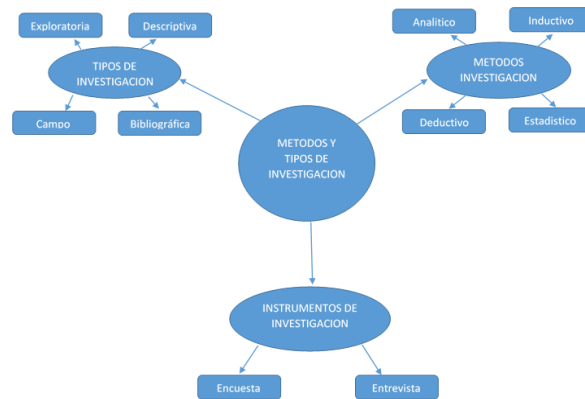 Exploratoria
Descriptiva
TIPOS DE
INVESTIGACION
Campo
Bibliográfica
Analitico
Inductivo
METODOS
INVESTIGACION
Deductivo
Estadistico
METODOS Y
TIPOS DE
INVESTIGACION
INSTRUMENTOS DE
INVESTIGACION
Encuesta
Entrevista